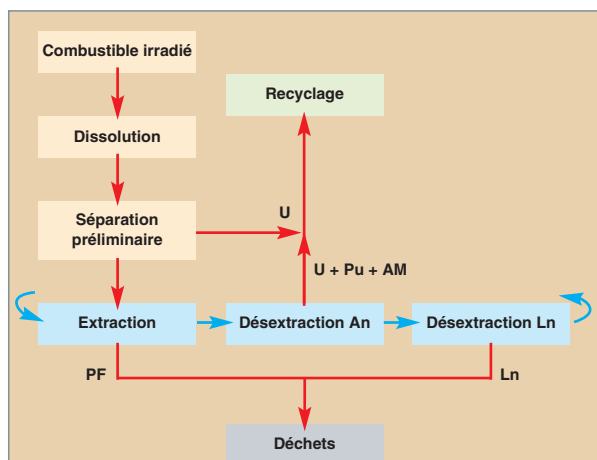 Combustible irradié
Recyclage
Dissolution
Séparation
préliminaire
U
U + Pu + AM
Extraction
Désextraction An
Désextraction Ln
PF
Ln
Déchets